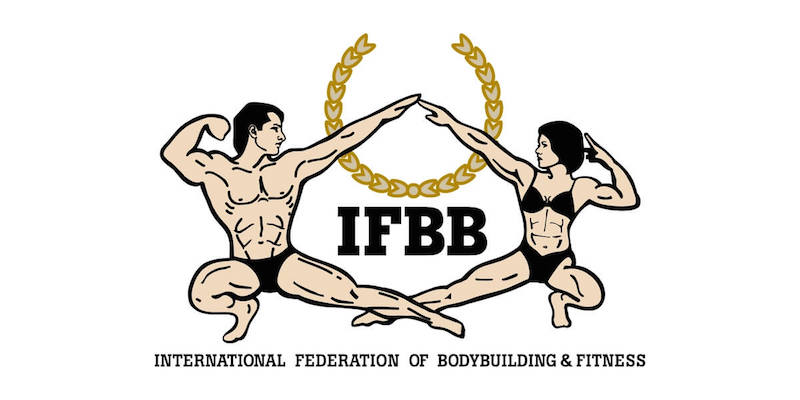 IFBB
INTERNATIONAL FEDERATION OF BODYBUILDING & FITNESS